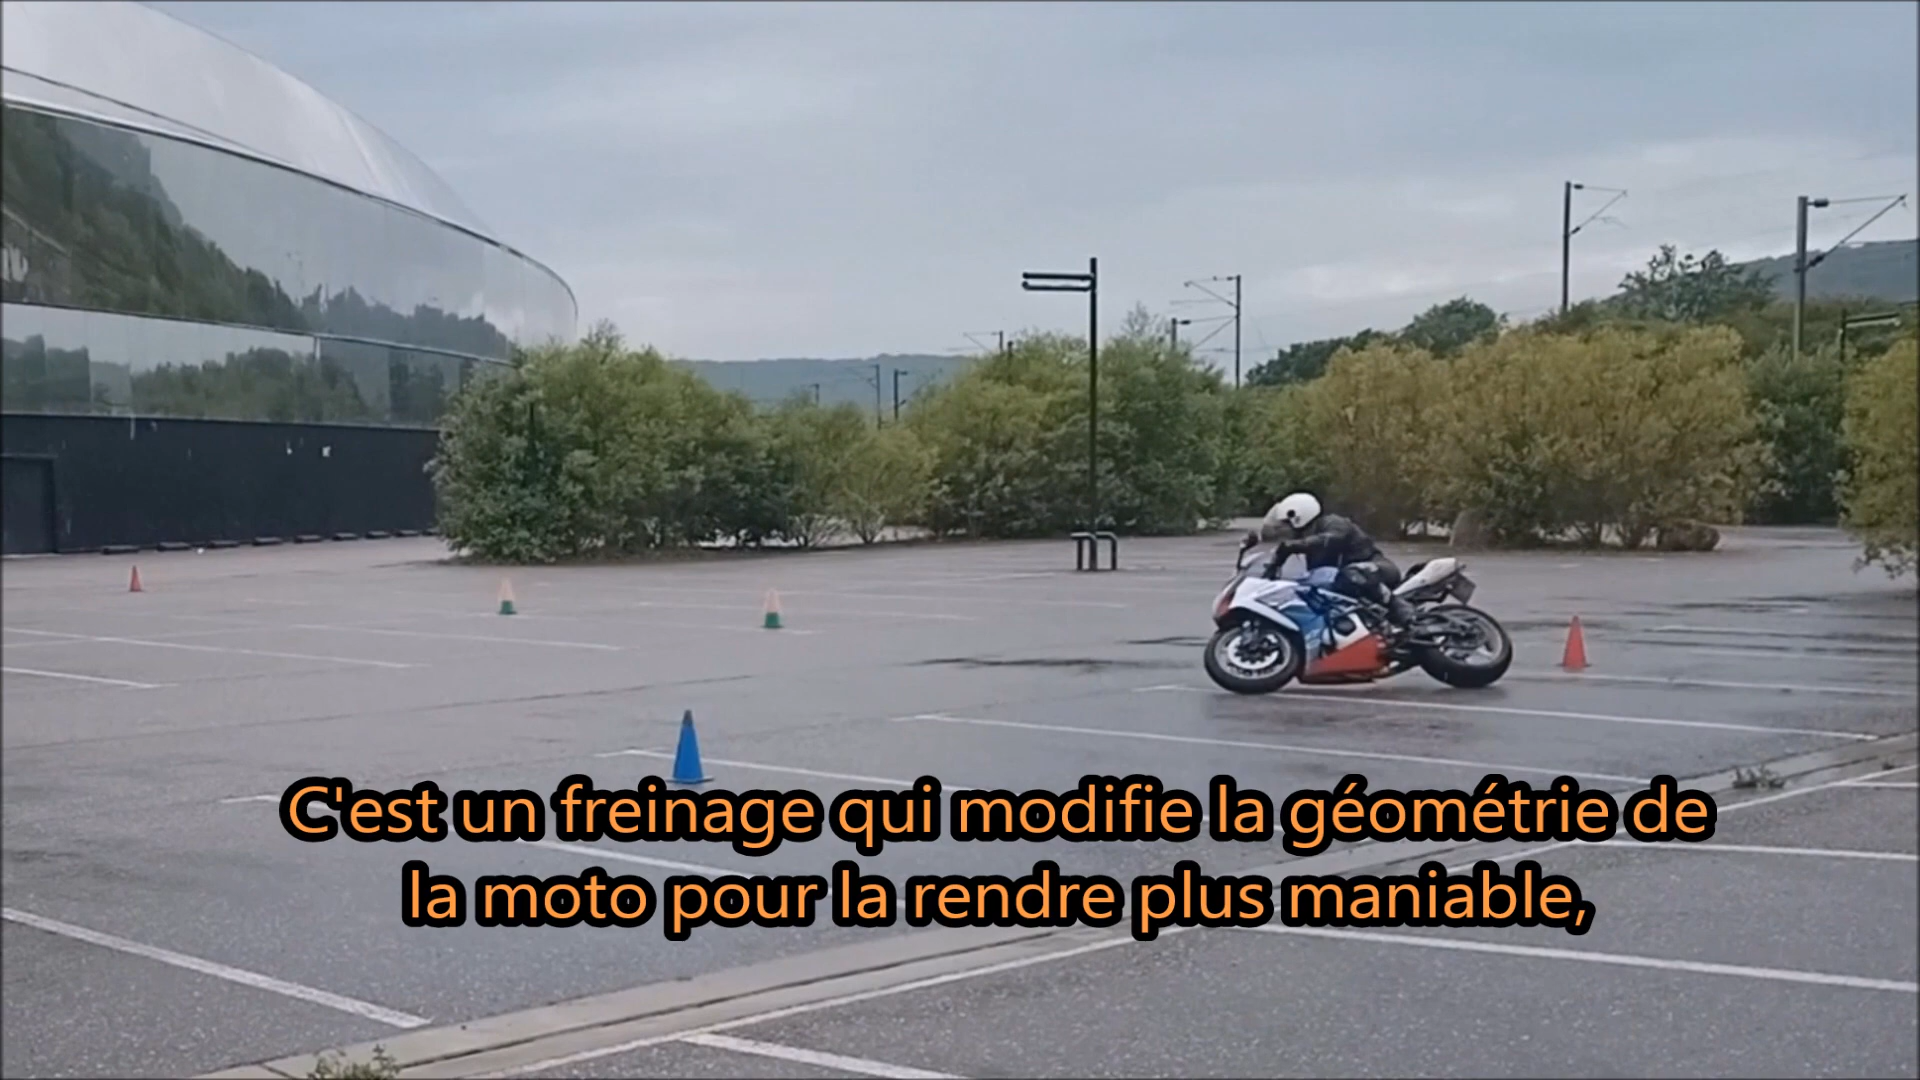 C'est un freinage qui modifie la géométrie de
la moto pour la rendre plus maniable,